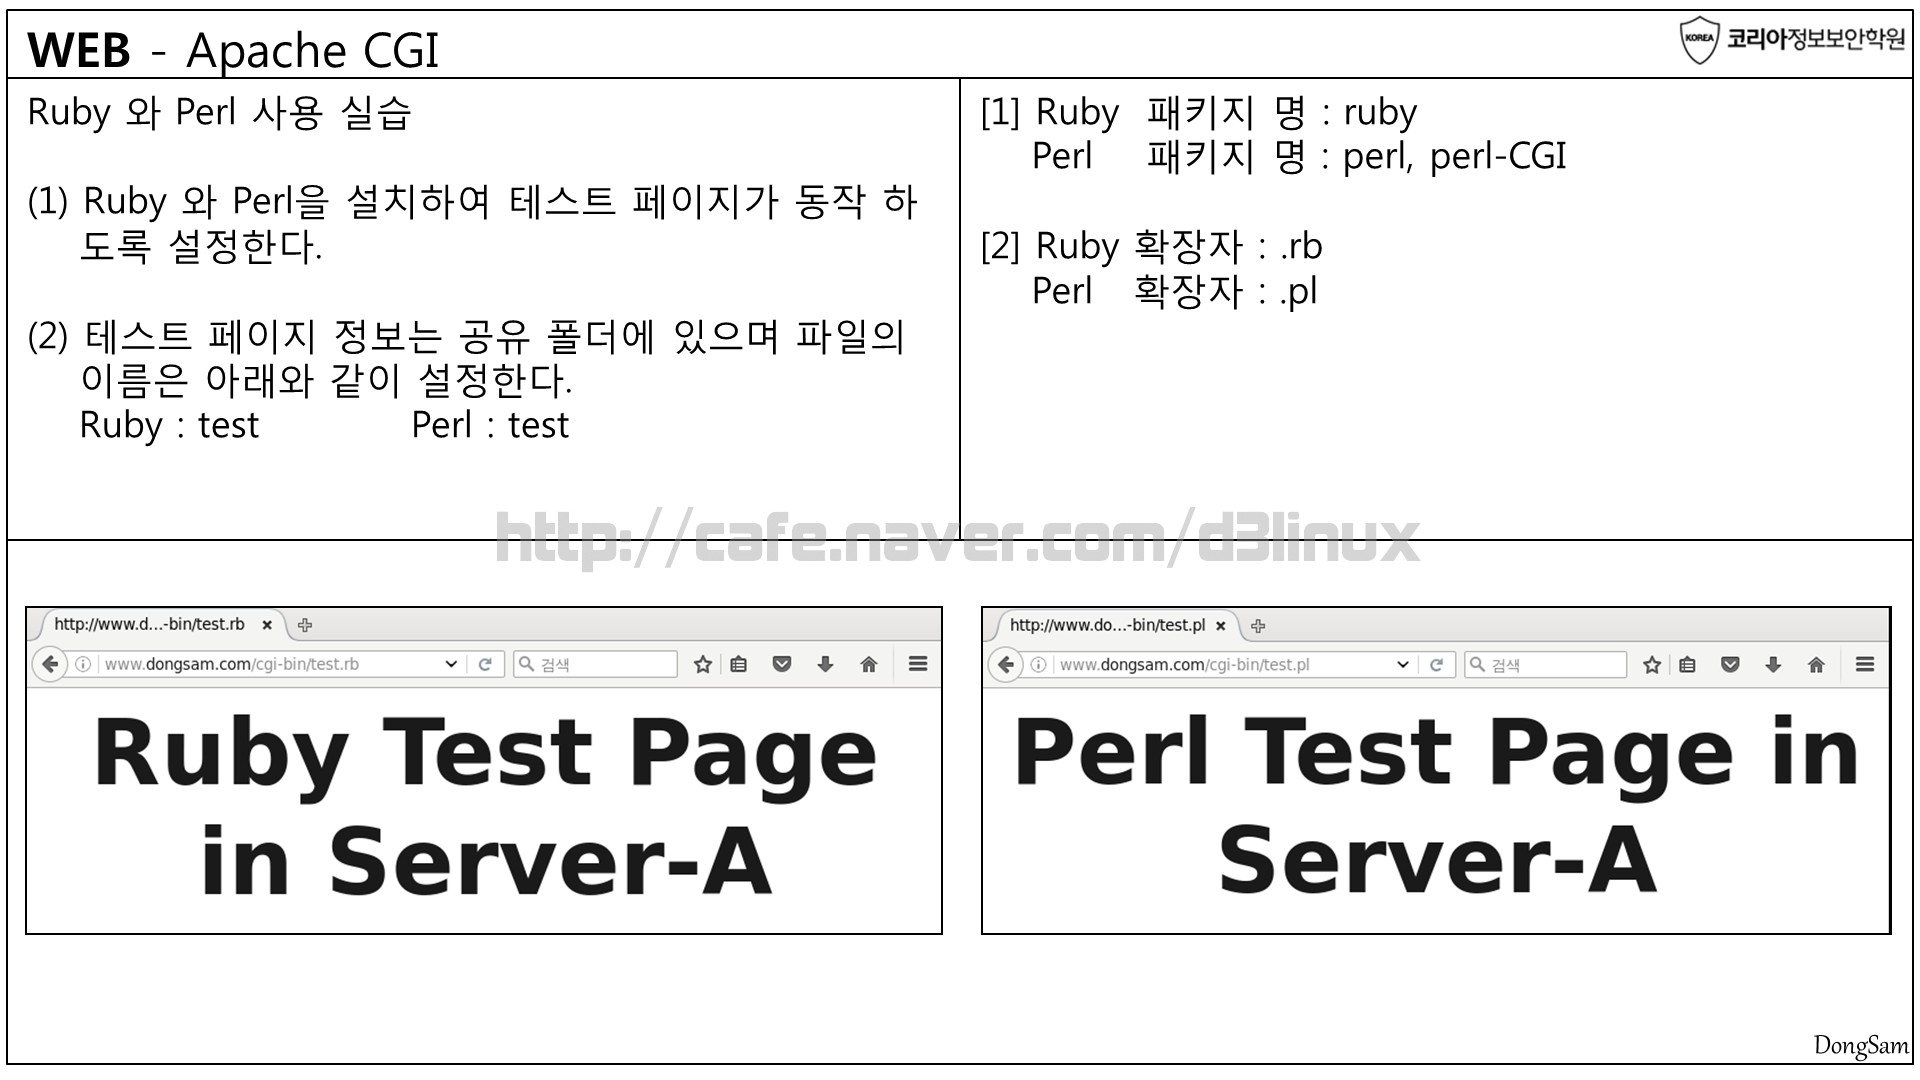 WEB - Apache CGI
KOREA 코리아정보보안학원
Ruby 와 Perl 사용 실습
(1) Ruby 와 Perl을 설치하여 테스트 페이지가 동작 하
도록 설정한다.
(2) 테스트 페이지 정보는 공유 폴더에 있으며 파일의
이름은 아래와 같이 설정한다.
Ruby : test Perl : test
[1] Ruby 패키지 명 : ruby
Perl 패키지 명 : perl, perl-CGI
[2] Ruby 확장자 : .rb
Perl 확장자 : .pl
http://cafe.naver.com/d3linux
http://www.d...-bin/test.rb
www.dongsam.com/cgi-bin/test.rb 검색
Ruby Test Page
in Server-A
http://www.do...-bin/test.pl
www.dongsam.com/cgi-bin/test.pl 검색
Perl Test Page in
Server-A
DongSam